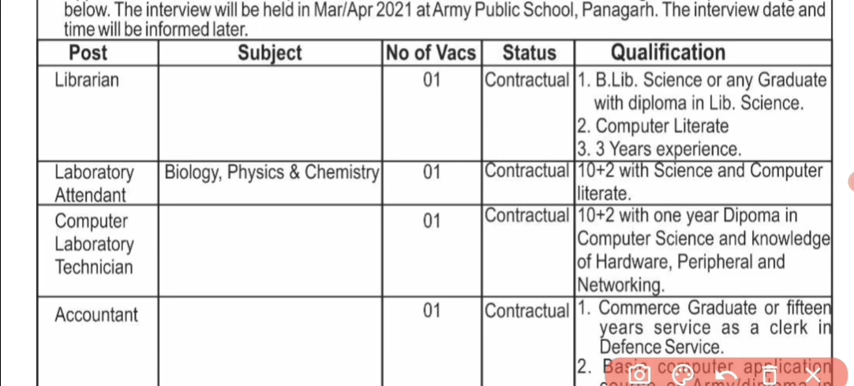 below. The interview will be held in Mar/Apr 2021 at Army Public School, Panagarh. The interview date and
time will be informed later.
Post Subject No of Vacs Status Qualification
Librarian 01 Contractual 1. B.Lib. Science or any Graduate
with diploma in Lib. Science.
2. Computer Literate
3. 3 Years experience.
Laboratory Biology, Physics & Chemistry 01 Contractual 10+2 with Science and Computer
Attendant literate.
Computer 01 Contractual 10+2 with one year Dipoma in
Laboratory Computer Science and knowledge
Technician of Hardware, Peripheral and
Networking.
Accountant 01 Contractual 1. Commerce Graduate or fifteen
years service as a clerk in
Defence Service.
2. Basic computer application